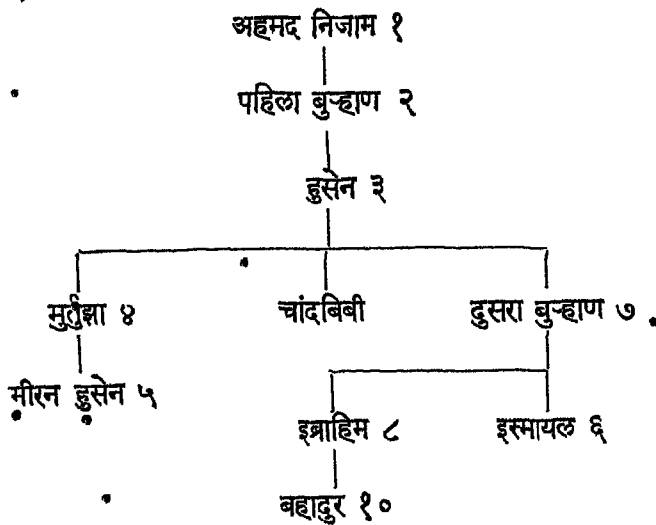 अहमद निजाम १
पहिला बुऱ्हाण २
हुसेन ३
मुर्तुझा ४ चांदबिबी दुसरा बुऱ्हाण ७
मीरन हुसेन ५
इब्राहिम ८ इस्मायल ६
बहादुर १०